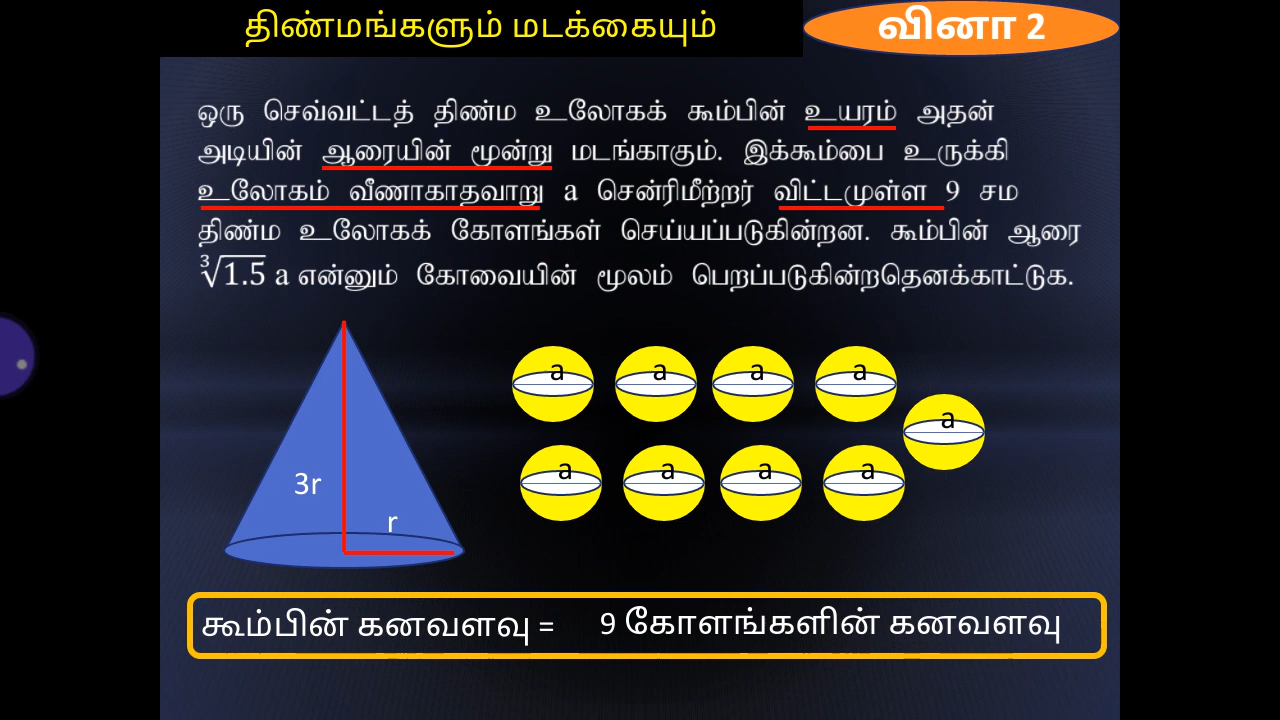 திண்மங்களும் மடக்கையும்
வினா 2
ஒரு செவ்வட்டத் திண்ம உலோகக் கூம்பின் உயரம் அதன்
அடியின் ஆரையின் மூன்று மடங்காகும். இக்கூம்பை உருக்கி
உலோகம் வீணாகாதவாறு a சென்ரிமீற்றர் விட்டமுள்ள 9 சம
திண்ம உலோகக் கோளங்கள் செய்யப்படுகின்றன. கூம்பின் ஆரை
∛1.5 a என்னும் கோவையின் மூலம் பெறப்படுகின்றதெனக்காட்டுக.
a a a a
a
a a a a
3r
r
கூம்பின் கனவளவு = 9 கோளங்களின் கனவளவு